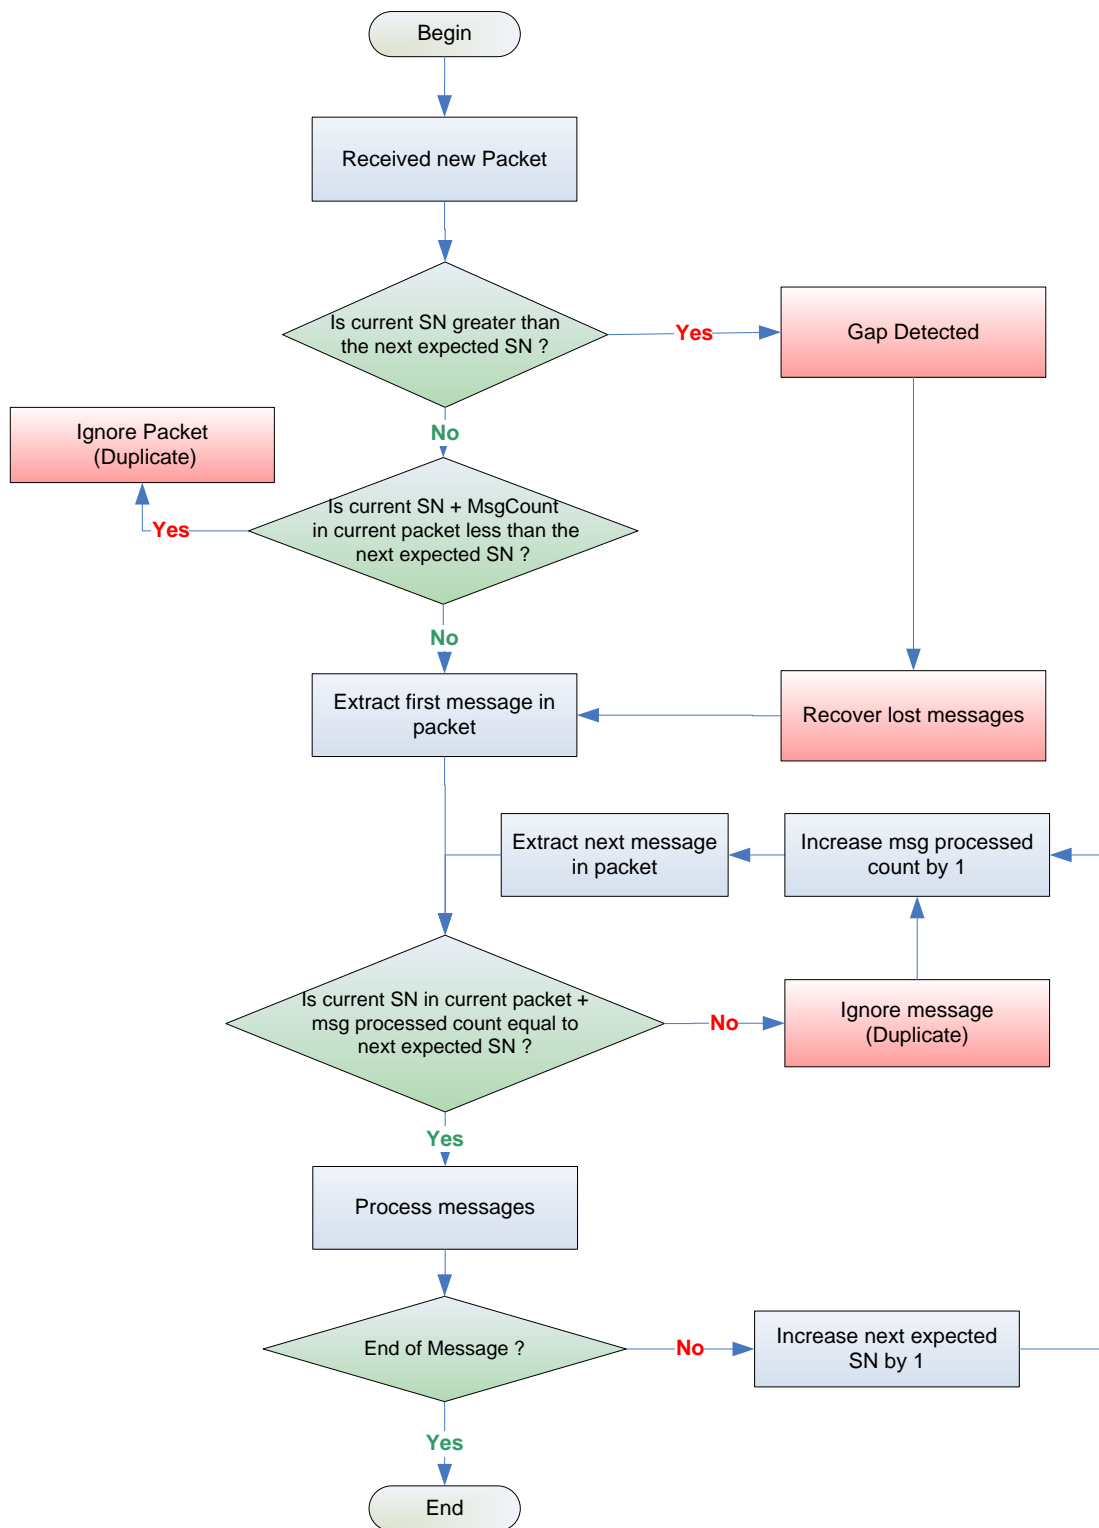 Begin
Received new Packet
Is current SN greater than
the next expected SN ?
Yes
Gap Detected
No
Ignore Packet
(Duplicate)
Is current SN + MsgCount
in current packet less than the
next expected SN ?
Yes
No
Extract first message in
packet
Recover lost messages
Extract next message
in packet
Increase msg processed
count by 1
Is current SN in current packet +
msg processed count equal to
next expected SN ?
No
Ignore message
(Duplicate)
Yes
Process messages
End of Message ?
No
Increase next expected
SN by 1
Yes
End